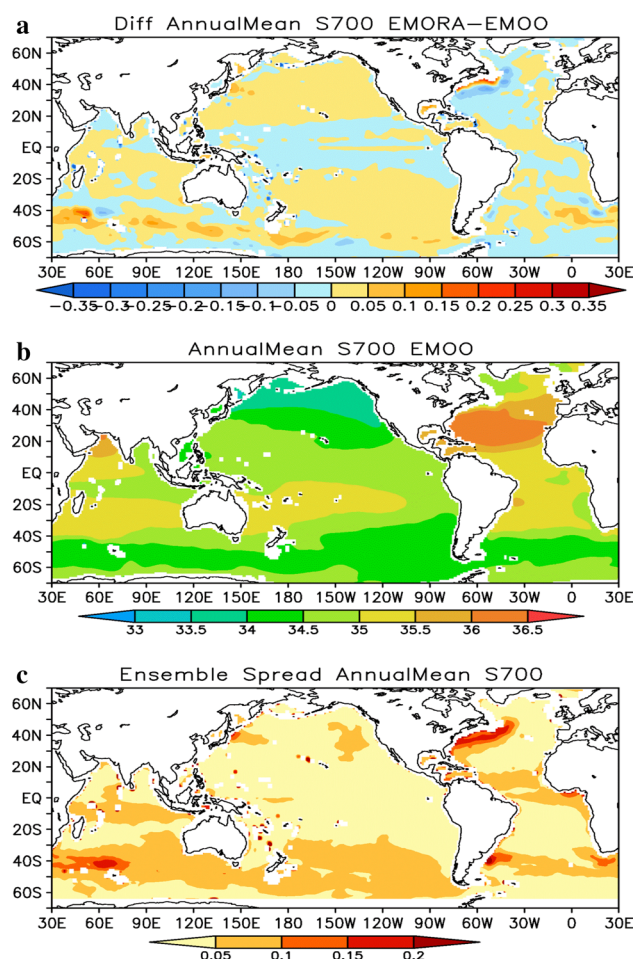 a Diff AnnualMean S700 EMORA–EMOO
60N
40N
20N
EQ
20S
40S
60S
30E 60E 90E 120E 150E 180 150W 120W 90W 60W 30W 0 30E
−0.35 −0.3 −0.25 −0.2 −0.15 −0.1 −0.05 0 0.05 0.1 0.15 0.2 0.25 0.3 0.35
b AnnualMean S700 EMOO
60N
40N
20N
EQ
20S
40S
60S
30E 60E 90E 120E 150E 180 150W 120W 90W 60W 30W 0 30E
33 33.5 34 34.5 35 35.5 36 36.5
c Ensemble Spread AnnualMean S700
60N
40N
20N
EQ
20S
40S
60S
30E 60E 90E 120E 150E 180 150W 120W 90W 60W 30W 0 30E
0.05 0.1 0.15 0.2